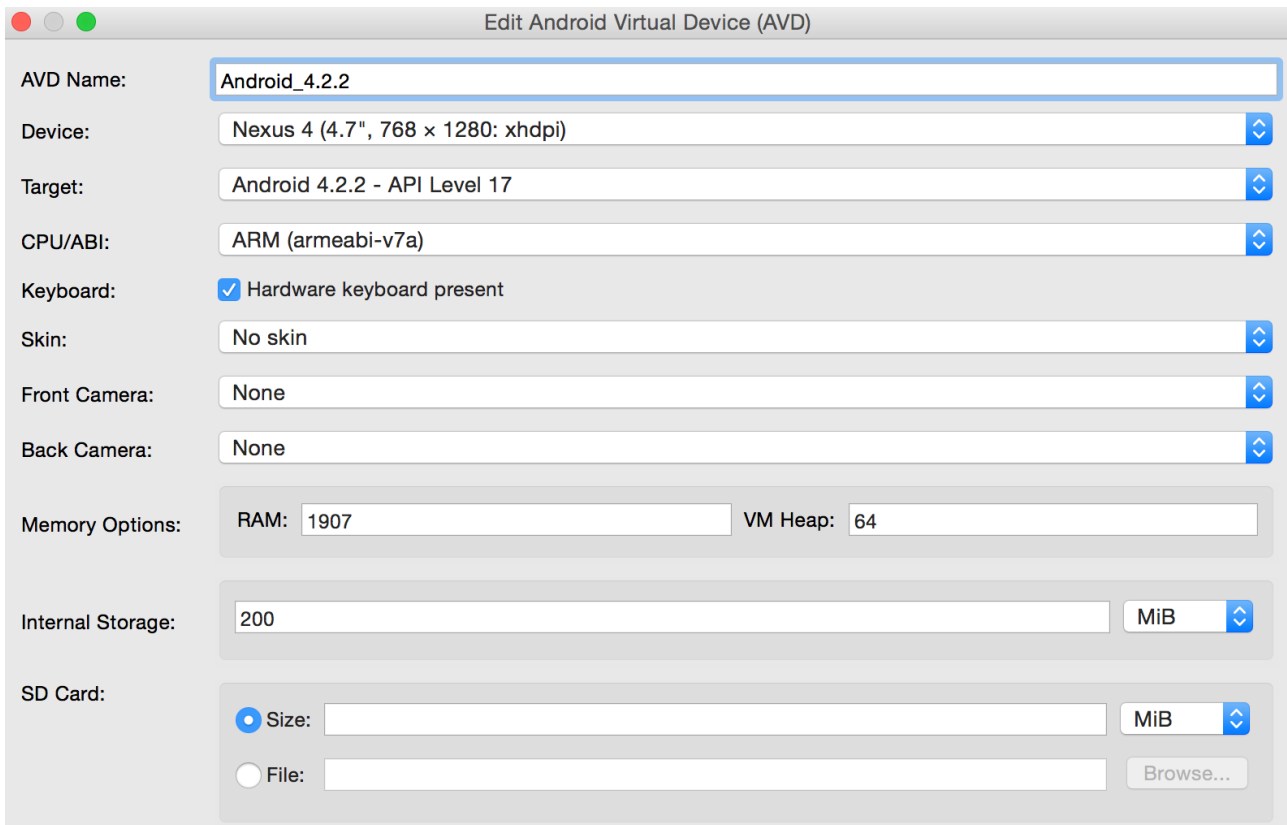 Edit Android Virtual Device (AVD)
AVD Name: Android_4.2.2
Device: Nexus 4 (4.7", 768 × 1280: xhdpi)
Target: Android 4.2.2 - API Level 17
CPU/ABI: ARM (armeabi-v7a)
Keyboard: Hardware keyboard present
Skin: No skin
Front Camera: None
Back Camera: None
Memory Options: RAM: 1907 VM Heap: 64
Internal Storage: 200 MiB
SD Card:
Size: MiB
File: Browse...